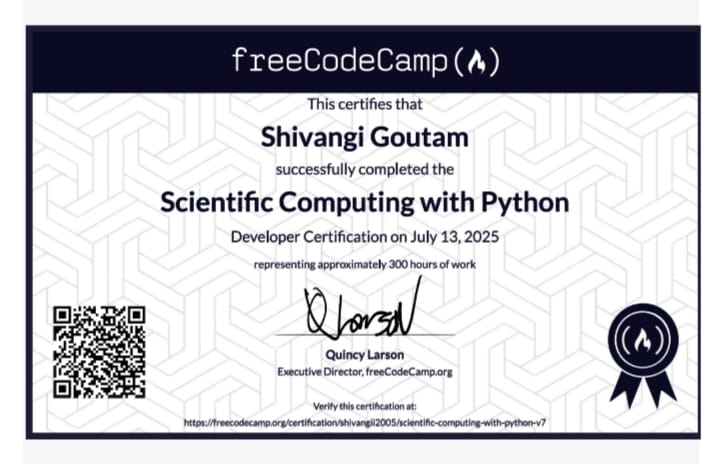 freeCodeCamp
This certifies that
Shivangi Goutam
successfully completed the
Scientific Computing with Python
Developer Certification on July 13, 2025
representing approximately 300 hours of work
QLarson
Quincy Larson
Executive Director, freeCodeCamp.org
Verify this certification at:
https://freecodecamp.org/certification/shivangii2005/scientific-computing-with-python-v7